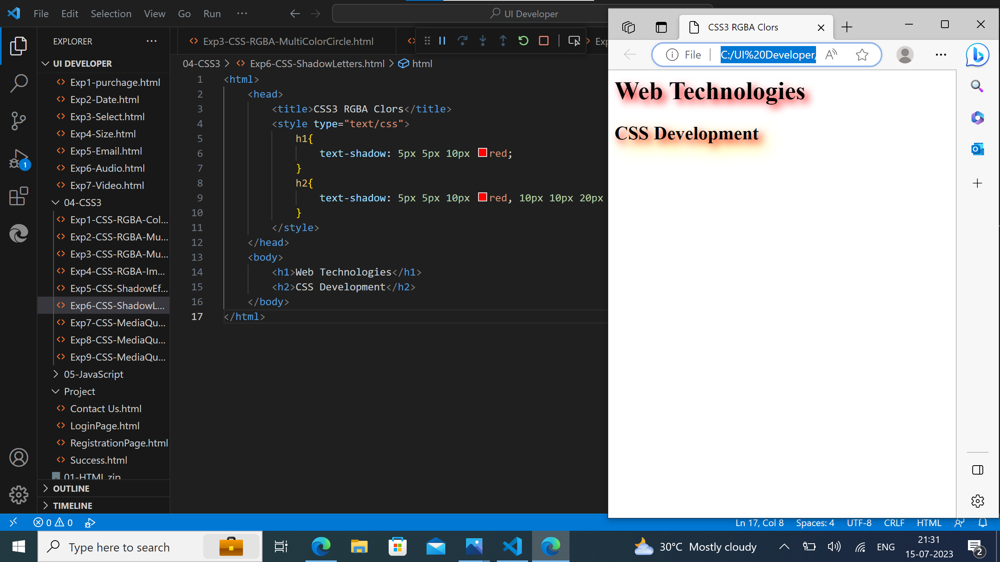 File Edit Selection View Go Run ··· UI Developer
EXPLORER ···
UI DEVELOPER
Exp1-purchage.html
Exp2-Date.html
Exp3-Select.html
Exp4-Size.html
Exp5-Email.html
Exp6-Audio.html
Exp7-Video.html
04-CSS3
Exp1-CSS-RGBA-Col...
Exp2-CSS-RGBA-Mu...
Exp3-CSS-RGBA-Mu...
Exp4-CSS-RGBA-Im...
Exp5-CSS-ShadowEf...
Exp6-CSS-ShadowL...
Exp7-CSS-MediaQu...
Exp8-CSS-MediaQu...
Exp9-CSS-MediaQu...
05-JavaScript
Project
Contact Us.html
LoginPage.html
RegistrationPage.html
Success.html
01-HTML.zip
OUTLINE
TIMELINE
1
Exp3-CSS-RGBA-MultiColorCircle.html Exp
04-CSS3 > Exp6-CSS-ShadowLetters.html > html
1 <html>
2 <head>
3 <title>CSS3 RGBA Clors</title>
4 <style type="text/css">
5 h1{
6 text-shadow: 5px 5px 10px red;
7 }
8 h2{
9 text-shadow: 5px 5px 10px red, 10px 10px 20px
10 }
11 </style>
12 </head>
13 <body>
14 <h1>Web Technologies</h1>
15 <h2>CSS Development</h2>
16 </body>
17 </html>
CSS3 RGBA Clors
File C:/UI%20Developer/
Web Technologies
CSS Development
0 0
Ln 17, Col 8 Spaces: 4 UTF-8 CRLF HTML
Type here to search
30°C Mostly cloudy
ENG
21:31
15-07-2023
2